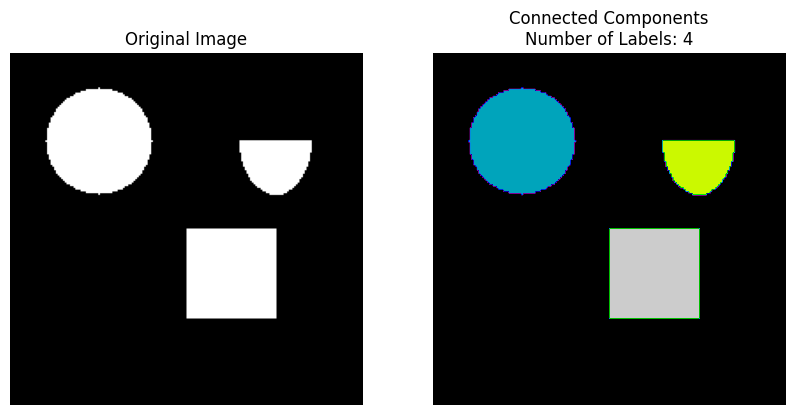 Original Image
Connected Components
Number of Labels: 4